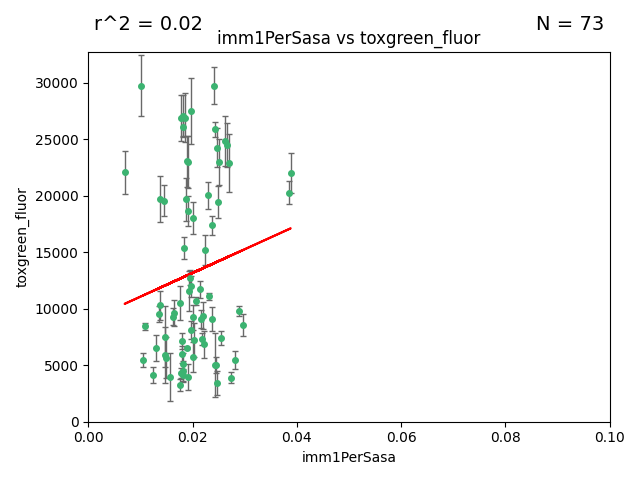 r^2 = 0.02
N = 73
imm1PerSasa vs toxgreen_fluor
toxgreen_fluor
30000
25000
20000
15000
10000
5000
0
0.00
0.02
0.04
0.06
0.08
0.10
imm1PerSasa